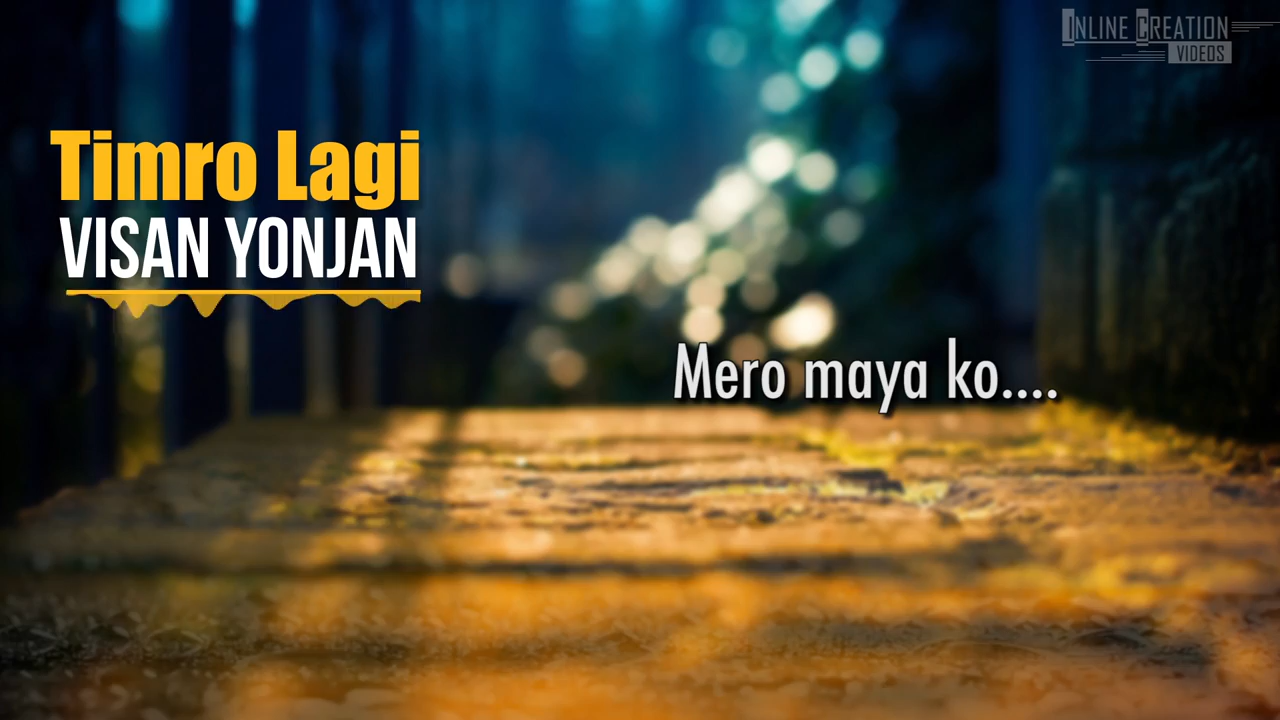 INLINE CREATION
VIDEOS
Timro Lagi
VISAN YONJAN
Mero maya ko....